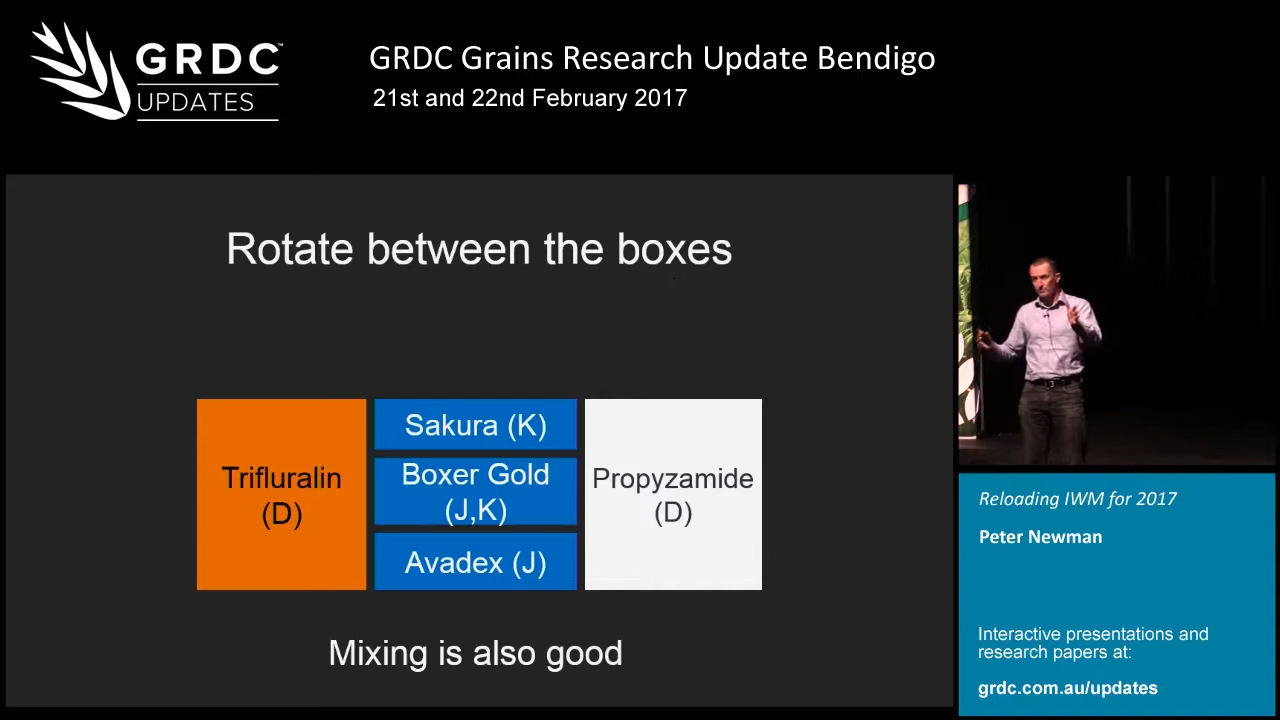 GRDC™
UPDATES
GRDC Grains Research Update Bendigo
21st and 22nd February 2017
Rotate between the boxes
Trifluralin
(D)
Sakura (K)
Boxer Gold
(J,K)
Avadex (J)
Propyzamide
(D)
Mixing is also good
Reloading IWM for 2017
Peter Newman
Interactive presentations and
research papers at:
grdc.com.au/updates